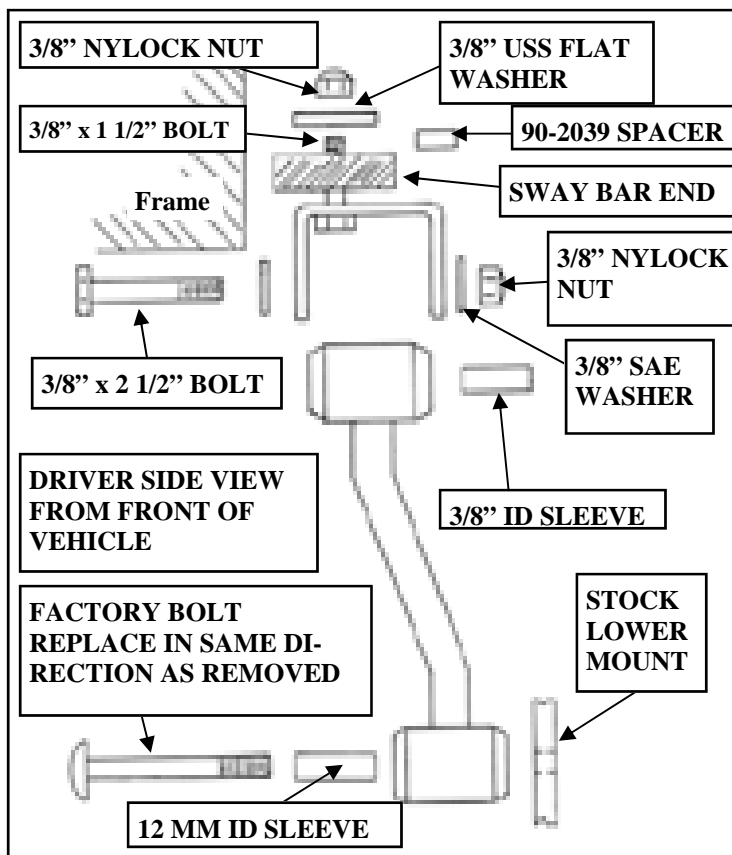 3/8” NYLOCK NUT
3/8” USS FLAT
WASHER
3/8” x 1 1/2” BOLT
90-2039 SPACER
Frame
SWAY BAR END
3/8” NYLOCK
NUT
3/8” x 2 1/2” BOLT
3/8” SAE
WASHER
DRIVER SIDE VIEW
FROM FRONT OF
VEHICLE
3/8” ID SLEEVE
FACTORY BOLT
REPLACE IN SAME DI-
RECTION AS REMOVED
STOCK
LOWER
MOUNT
12 MM ID SLEEVE